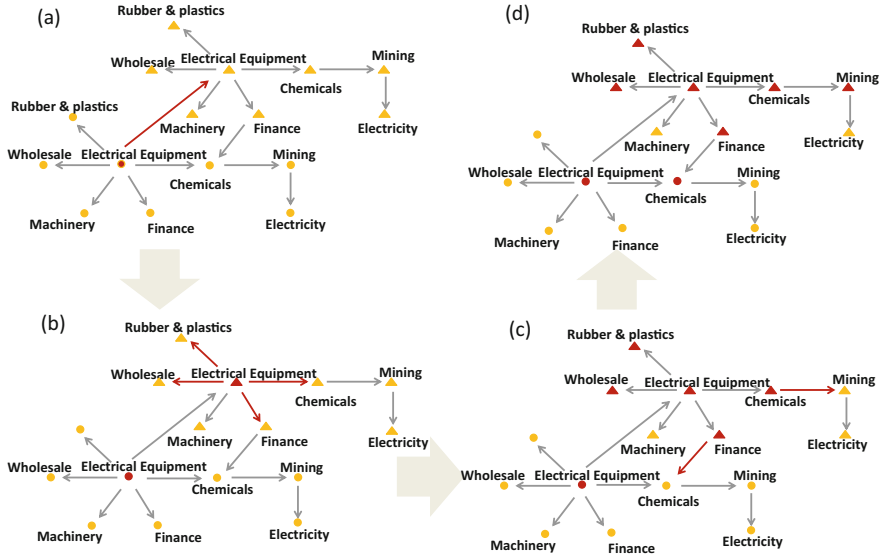 (a)
Rubber & plastics
Wholesale
Electrical Equipment
Mining
Chemicals
Rubber & plastics
Machinery
Finance
Electricity
Wholesale
Electrical Equipment
Mining
Chemicals
Machinery
Finance
Electricity
(d)
Rubber & plastics
Wholesale
Electrical Equipment
Mining
Chemicals
Machinery
Finance
Electricity
Wholesale
Electrical Equipment
Mining
Chemicals
Machinery
Finance
Electricity
(b)
Rubber & plastics
Wholesale
Electrical Equipment
Mining
Chemicals
Machinery
Finance
Electricity
Wholesale
Electrical Equipment
Mining
Chemicals
Machinery
Finance
Electricity
(c)
Rubber & plastics
Wholesale
Electrical Equipment
Mining
Chemicals
Machinery
Finance
Electricity
Wholesale
Electrical Equipment
Mining
Chemicals
Machinery
Finance
Electricity